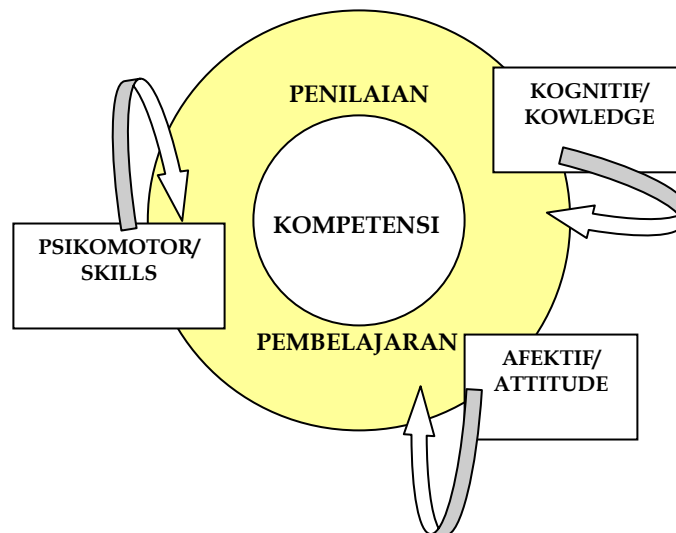 PENILAIAN
KOGNITIF/
KOWLEDGE
KOMPETENSI
PSIKOMOTOR/
SKILLS
PEMBELAJARAN
AFEKTIF/
ATTITUDE